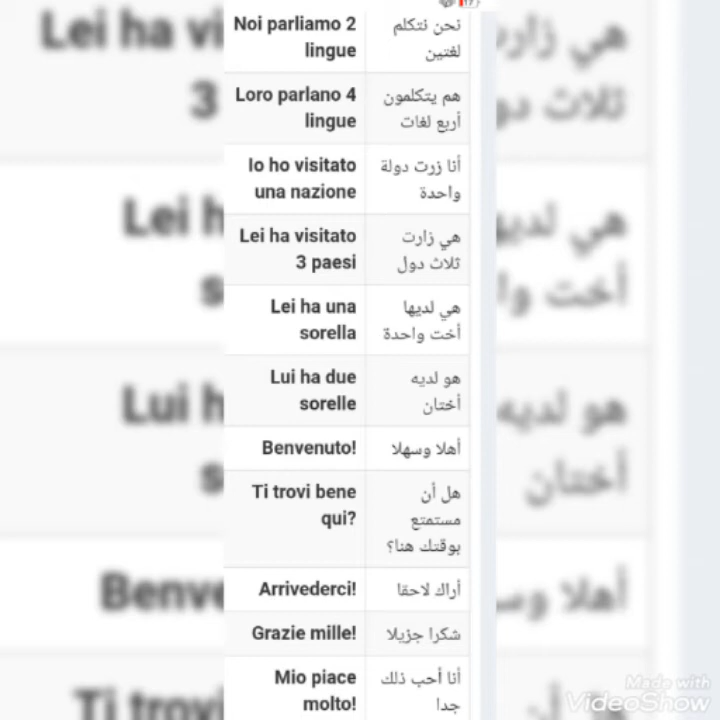 Noi parliamo 2
lingue
نحن نتكلم
لغتين
Loro parlano 4
lingue
هم يتكلمون
أربع لغات
Io ho visitato
una nazione
أنا زرت دولة
واحدة
Lei ha visitato
3 paesi
هي زارت
ثلاث دول
Lei ha una
sorella
هي لديها
أخت واحدة
Lui ha due
sorelle
هو لديه
أختان
Benvenuto!
أهلا وسهلا
Ti trovi bene
qui?
هل أن
مستمتع
بوقتك هنا؟
Arrivederci!
أراك لاحقا
Grazie mille!
شكرا جزيلا
Mio piace
molto!
أنا أحب ذلك
جدا
Made with
VideoShow